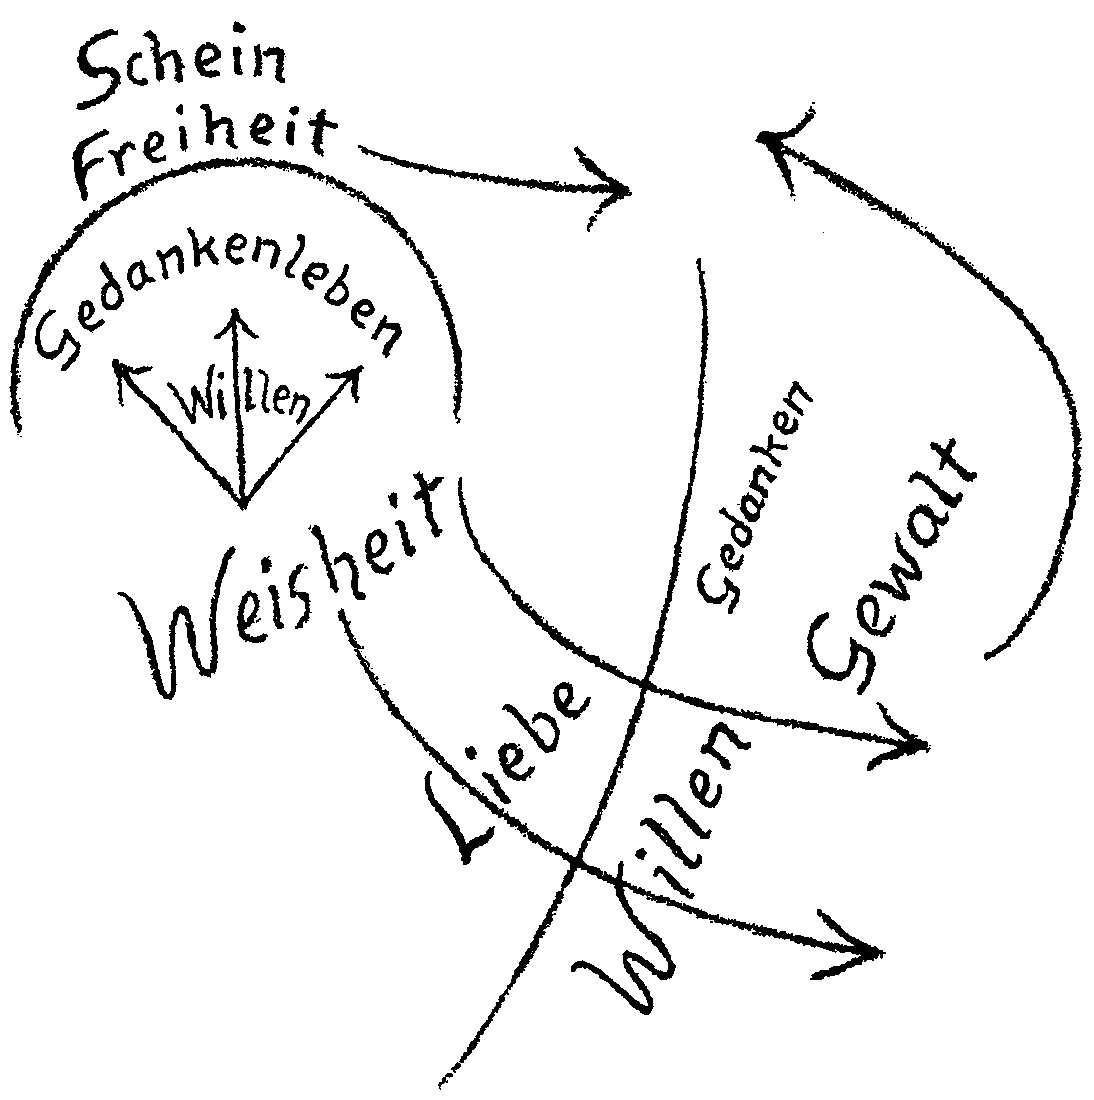 Schein
Freiheit
Gedankenleben
Willen
Weisheit
Liebe
Gedanken
Willen
Gewalt